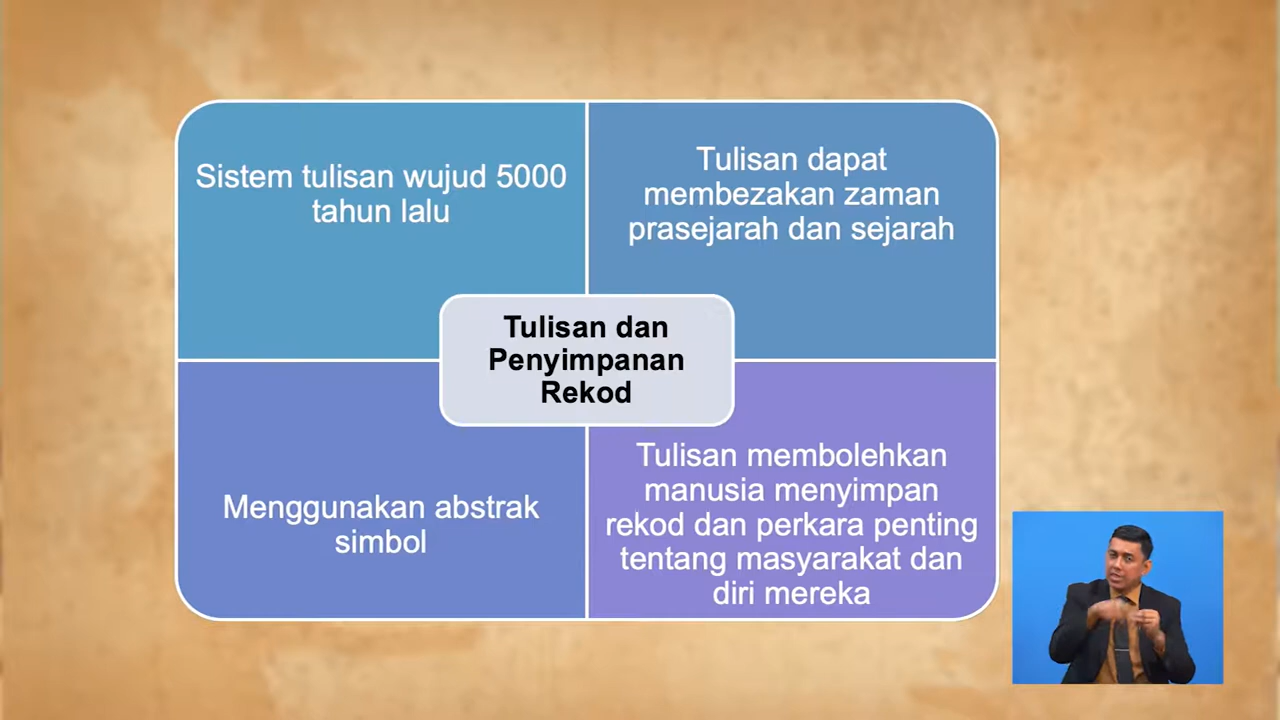 Sistem tulisan wujud 5000
tahun lalu
Tulisan dapat
membezakan zaman
prasejarah dan sejarah
Tulisan dan
Penyimpanan
Rekod
Menggunakan abstrak
simbol
Tulisan membolehkan
manusia menyimpan
rekod dan perkara penting
tentang masyarakat dan
diri mereka